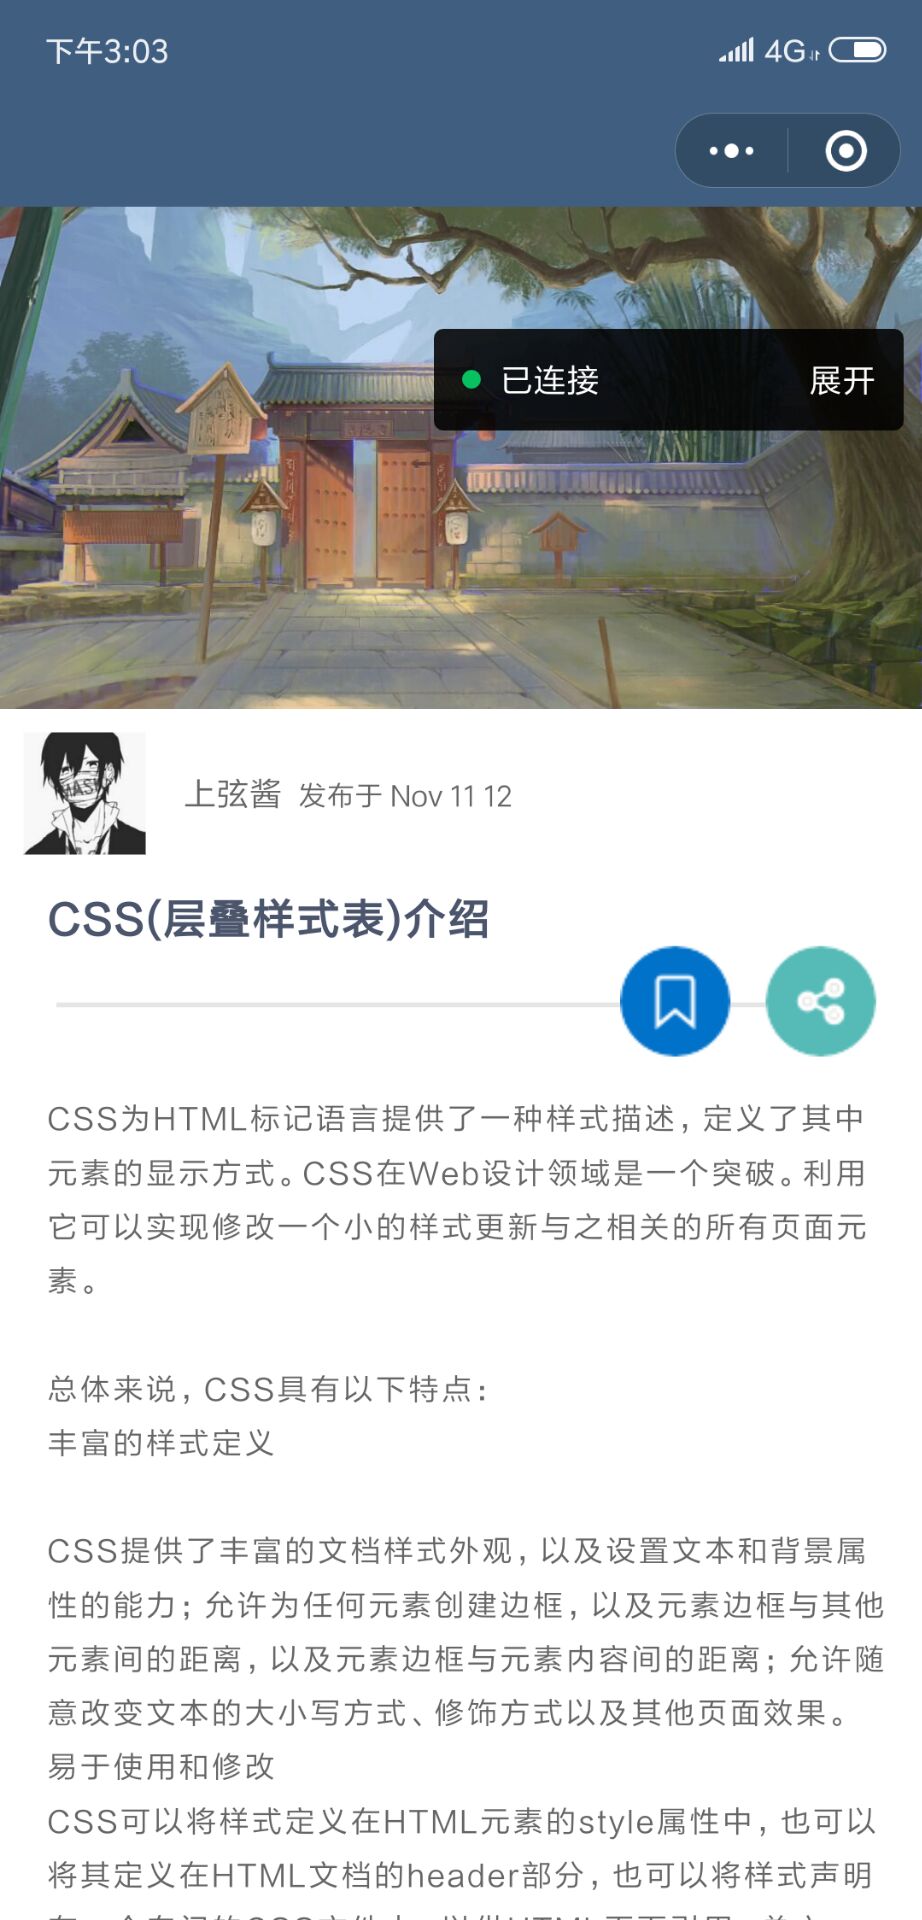 下午3:03
4G
已连接 展开
上弦酱 发布于 Nov 11 12
CSS(层叠样式表)介绍
CSS为HTML标记语言提供了一种样式描述，定义了其中
元素的显示方式。CSS在Web设计领域是一个突破。利用
它可以实现修改一个小的样式更新与之相关的所有页面元
素。
总体来说，CSS具有以下特点：
丰富的样式定义
CSS提供了丰富的文档样式外观，以及设置文本和背景属
性的能力；允许为任何元素创建边框，以及元素边框与其他
元素间的距离，以及元素边框与元素内容间的距离；允许随
意改变文本的大小写方式、修饰方式以及其他页面效果。
易于使用和修改
CSS可以将样式定义在HTML元素的style属性中，也可以
将其定义在HTML文档的header部分，也可以将样式声明